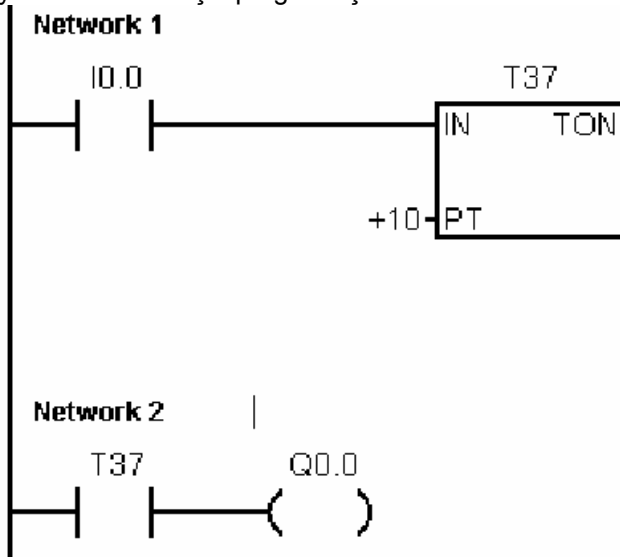 Network 1
I0.0
T37
IN TON
+10 PT
Network 2
T37 Q0.0